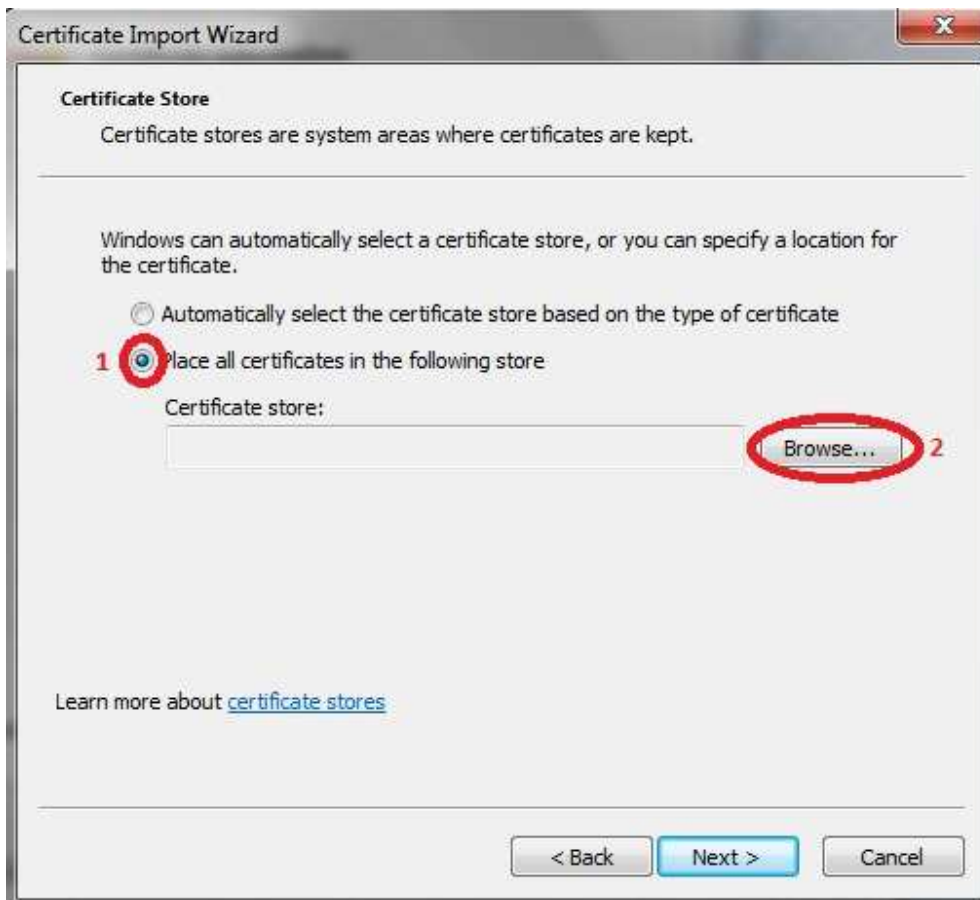 Certificate Import Wizard
Certificate Store
Certificate stores are system areas where certificates are kept.
Windows can automatically select a certificate store, or you can specify a location for
the certificate.
Automatically select the certificate store based on the type of certificate
1 Place all certificates in the following store
Certificate store:
Browse... 2
Learn more about certificate stores
< Back Next > Cancel